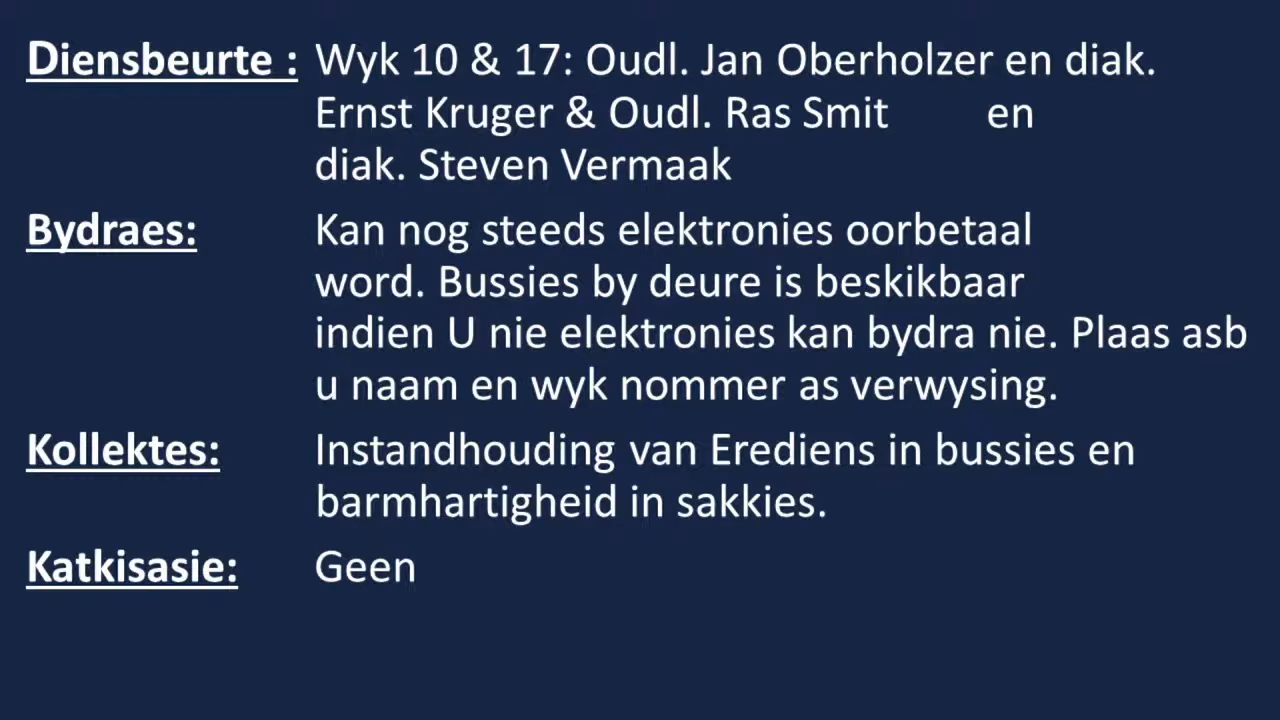 Diensbeurte : Wyk 10 & 17: Oudl. Jan Oberholzer en diak.
Ernst Kruger & Oudl. Ras Smit en
diak. Steven Vermaak
Bydraes: Kan nog steeds elektronies oorbetaal
word. Bussies by deure is beskikbaar
indien U nie elektronies kan bydra nie. Plaas asb
u naam en wyk nommer as verwysing.
Kollektes: Instandhouding van Erediens in bussies en
barmhartigheid in sakkies.
Katkisasie: Geen